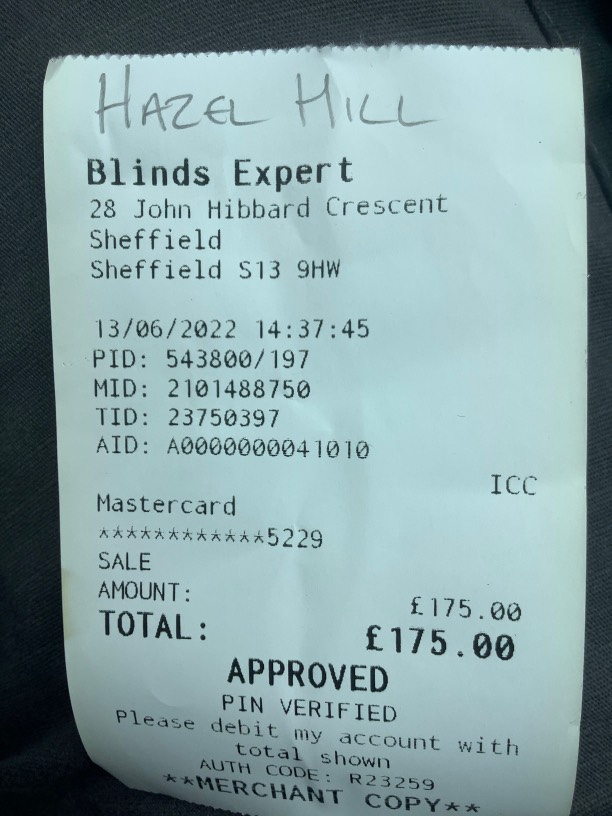 HAZEL HILL
Blinds Expert
28 John Hibbard Crescent
Sheffield
Sheffield S13 9HW
13/06/2022 14:37:45
PID: 543800/197
MID: 2101488750
TID: 23750397
AID: A0000000041010
ICC
Mastercard
************5229
SALE
AMOUNT: £175.00
TOTAL: £175.00
APPROVED
PIN VERIFIED
Please debit my account with
total shown
AUTH CODE: R23259
**MERCHANT COPY**